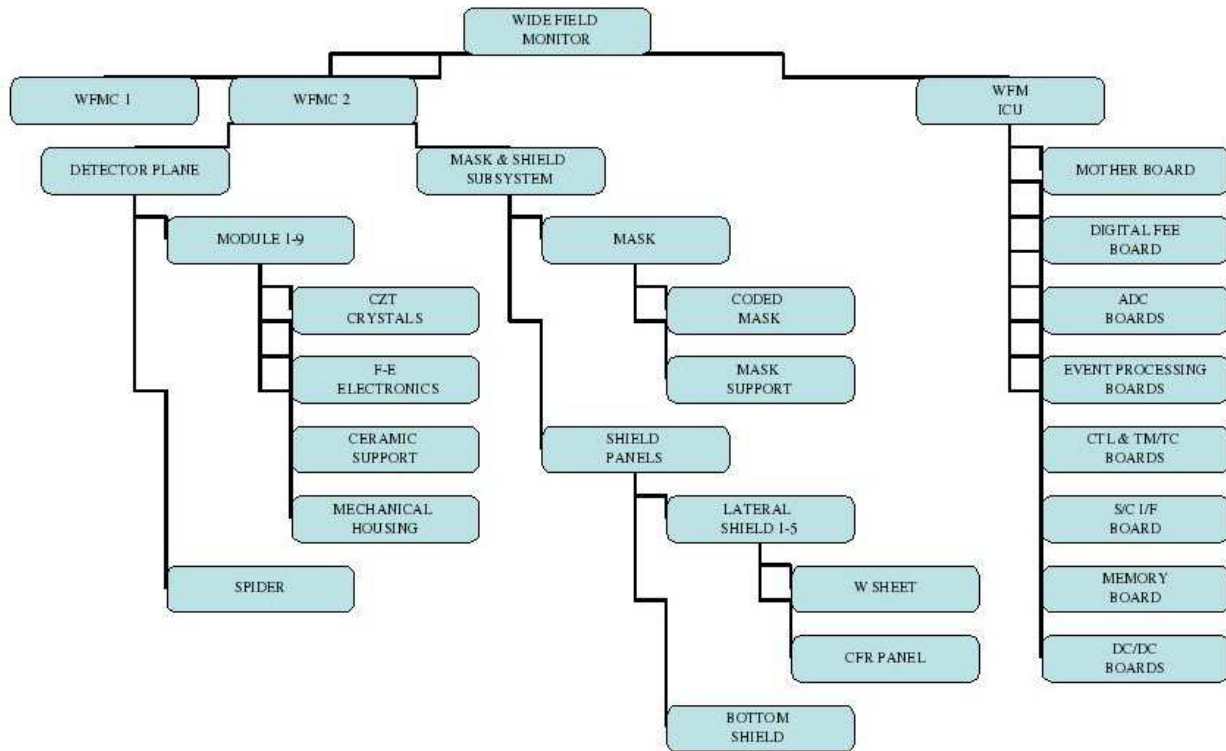 WIDE FIELD
MONITOR
WFMC 1
WFMC 2
WFM
ICU
DETECTOR PLANE
MASK & SHIELD
SUBSYSTEM
MOTHER BOARD
MODULE 1-9
MASK
DIGITAL FEE
BOARD
CZT
CRYSTALS
CODED
MASK
ADC
BOARDS
F-E
ELECTRONICS
MASK
SUPPORT
EVENT PROCESSING
BOARDS
CERAMIC
SUPPORT
SHIELD
PANELS
CTL & TM/TC
BOARDS
MECHANICAL
HOUSING
LATERAL
SHIELD 1-5
S/C I/F
BOARD
SPIDER
W SHEET
MEMORY
BOARD
CFR PANEL
DC/DC
BOARDS
BOTTOM
SHIELD